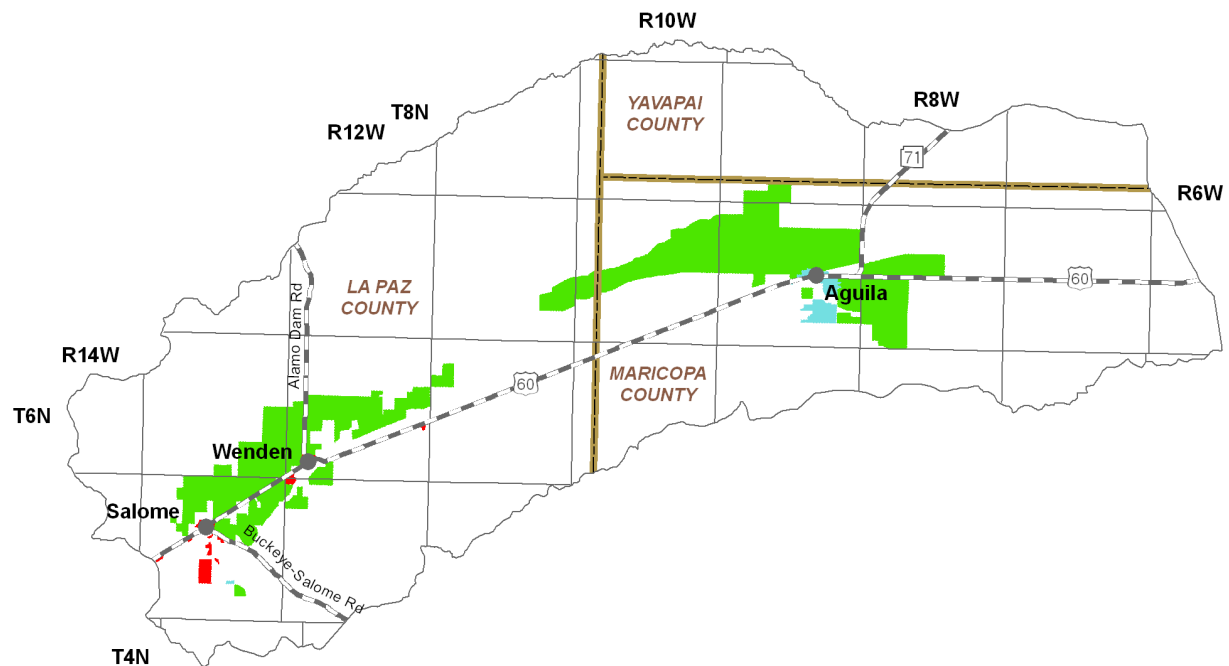 R10W
YAVAPAI
COUNTY
R8W
T8N
R12W
71
R6W
LA PAZ
COUNTY
60
Aguila
Alamo Dam Rd
R14W
60
MARICOPA
COUNTY
T6N
Wenden
Salome
Buckeye-Salome Rd
T4N